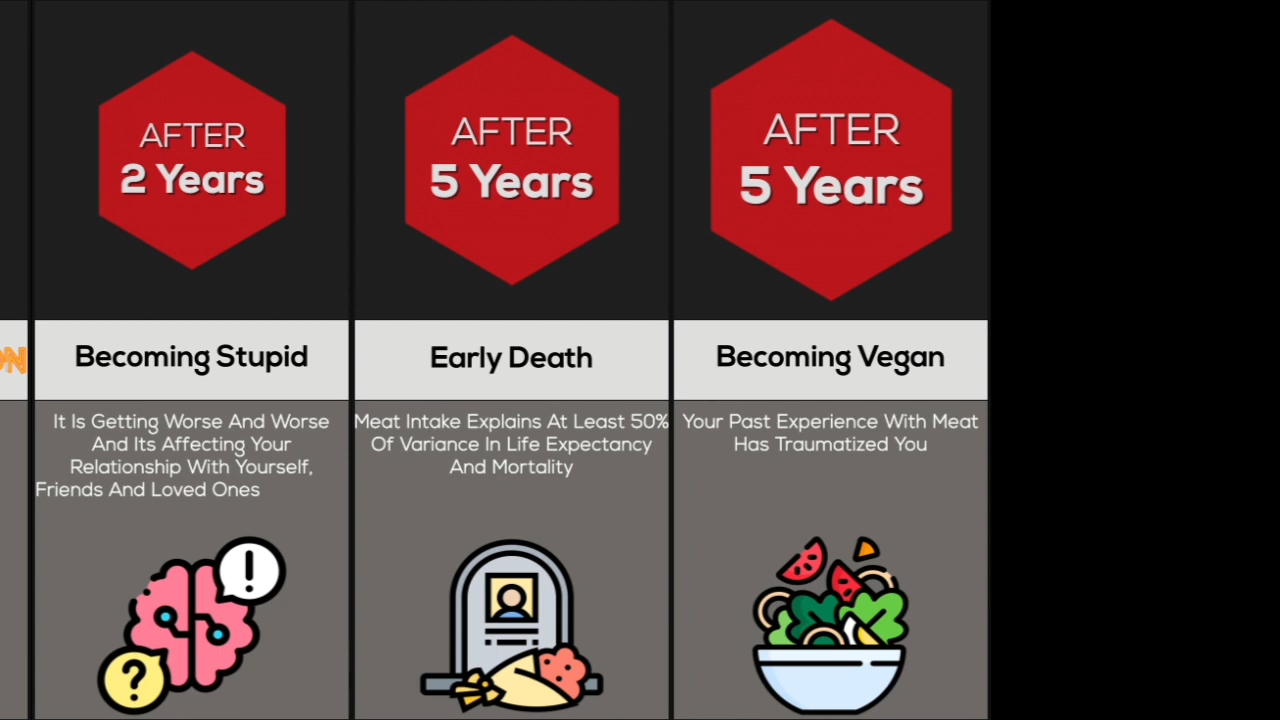 AFTER
2 Years
Becoming Stupid
It Is Getting Worse And Worse
And Its Affecting Your
Relationship With Yourself,
Friends And Loved Ones
AFTER
5 Years
Early Death
Meat Intake Explains At Least 50%
Of Variance In Life Expectancy
And Mortality
AFTER
5 Years
Becoming Vegan
Your Past Experience With Meat
Has Traumatized You